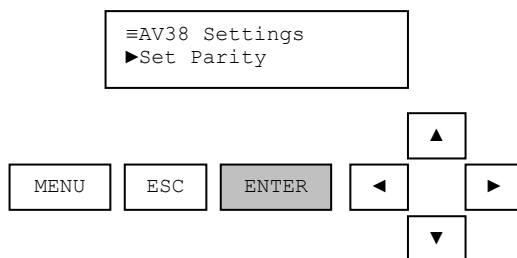 ≡AV38 Settings
►Set Parity
▲
MENU ESC ENTER ◄ ►
▼